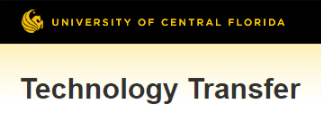 UNIVERSITY OF CENTRAL FLORIDA
Technology Transfer